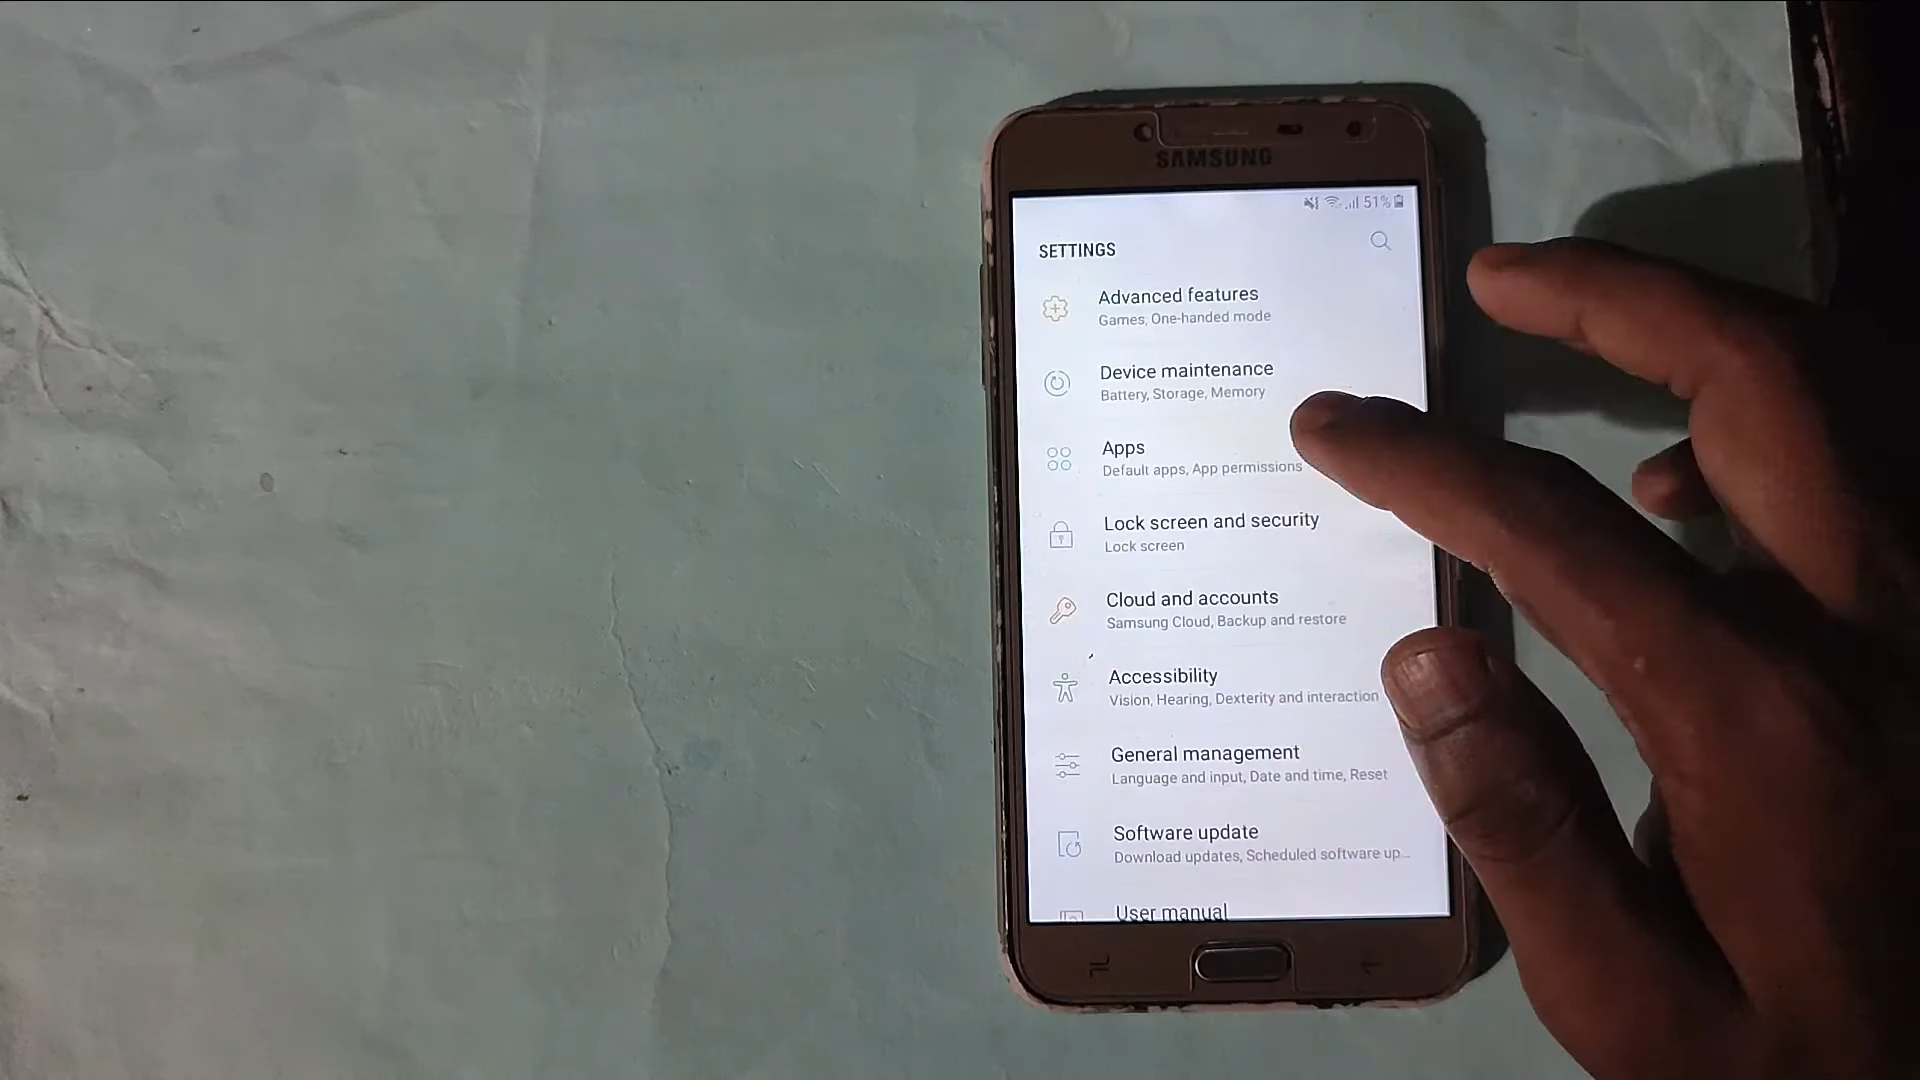 SAMSUNG
51%
SETTINGS
Advanced features
Games, One-handed mode
Device maintenance
Battery, Storage, Memory
Apps
Default apps, App permissions
Lock screen and security
Lock screen
Cloud and accounts
Samsung Cloud, Backup and restore
Accessibility
Vision, Hearing, Dexterity and interaction
General management
Language and input, Date and time, Reset
Software update
Download updates, Scheduled software up...
User manual